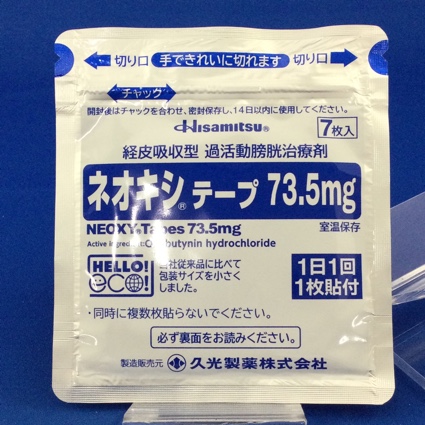 切り口 手できれいに切れます 切り口
チャック
開封後はチャックを合わせ、密封保存し、14日以内に使用してください。
Hisamitsu®
7枚入
経皮吸収型 過活動膀胱治療剤
ネオキシ®テープ 73.5mg
NEOXY Tapes 73.5mg
室温保存
Active ingredient:Oxybutynin hydrochloride
HELLO!
eco!
当社従来品に比べて
包装サイズを小さく
しました。
1日1回
1枚貼付
・同時に複数枚貼らないでください。
必ず裏面をお読みください。
製造販売元 久光製薬株式会社